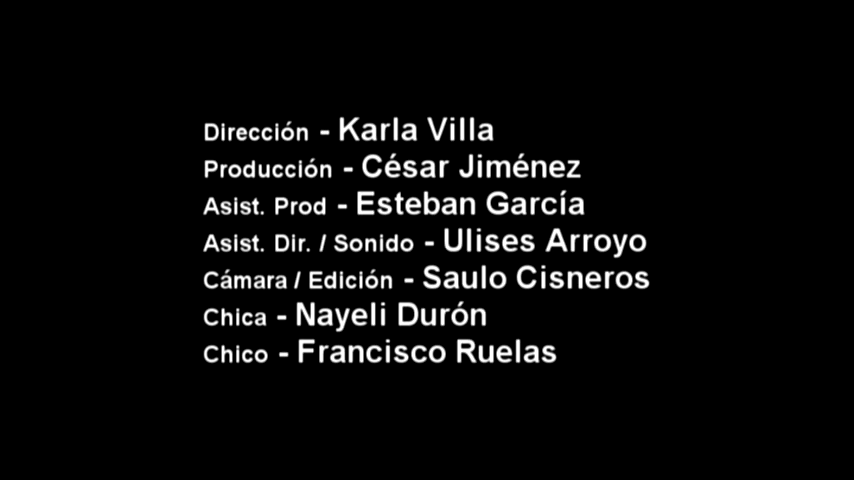 Dirección - Karla Villa
Producción - César Jiménez
Asist. Prod - Esteban García
Asist. Dir. / Sonido - Ulises Arroyo
Cámara / Edición - Saulo Cisneros
Chica - Nayeli Durón
Chico - Francisco Ruelas